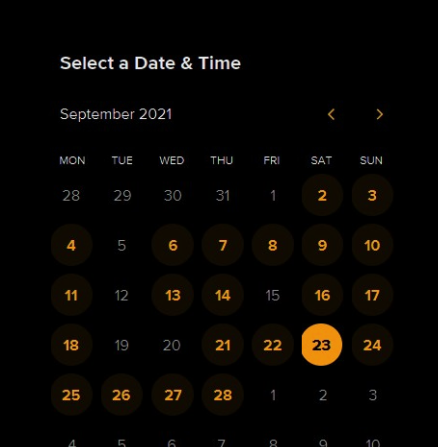 Select a Date & Time
September 2021
MON TUE WED THU FRI SAT SUN
28 29 30 31 1 2 3
4 5 6 7 8 9 10
11 12 13 14 15 16 17
18 19 20 21 22 23 24
25 26 27 28 1 2 3
4 5 6 7 8 9 10